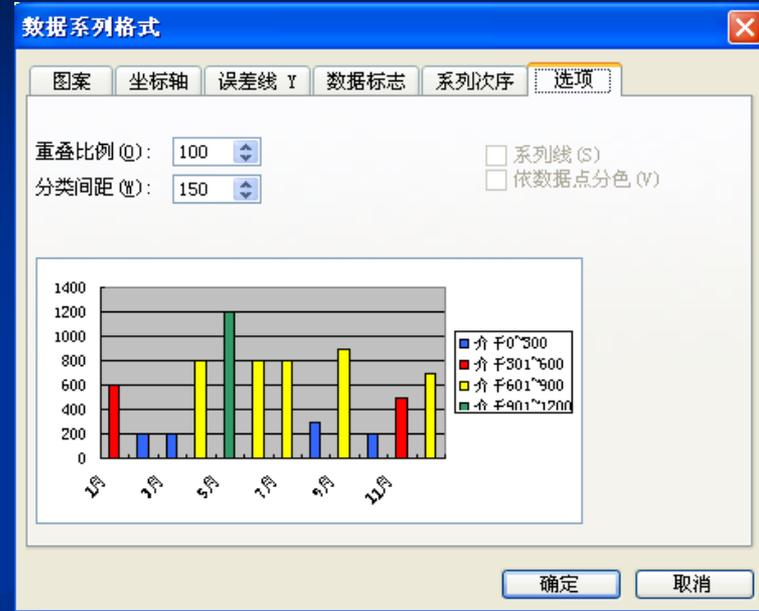 数据系列格式
图案 坐标轴 误差线 Y 数据标志 系列次序 选项
重叠比例(O): 100
分类间距(W): 150
系列线(S)
依数据点分色(V)
1400
1200
1000
800
600
400
200
0
1月 3月 5月 7月 9月 11月
介于0~300
介于301~600
介于601~900
介于901~1200
确定 取消